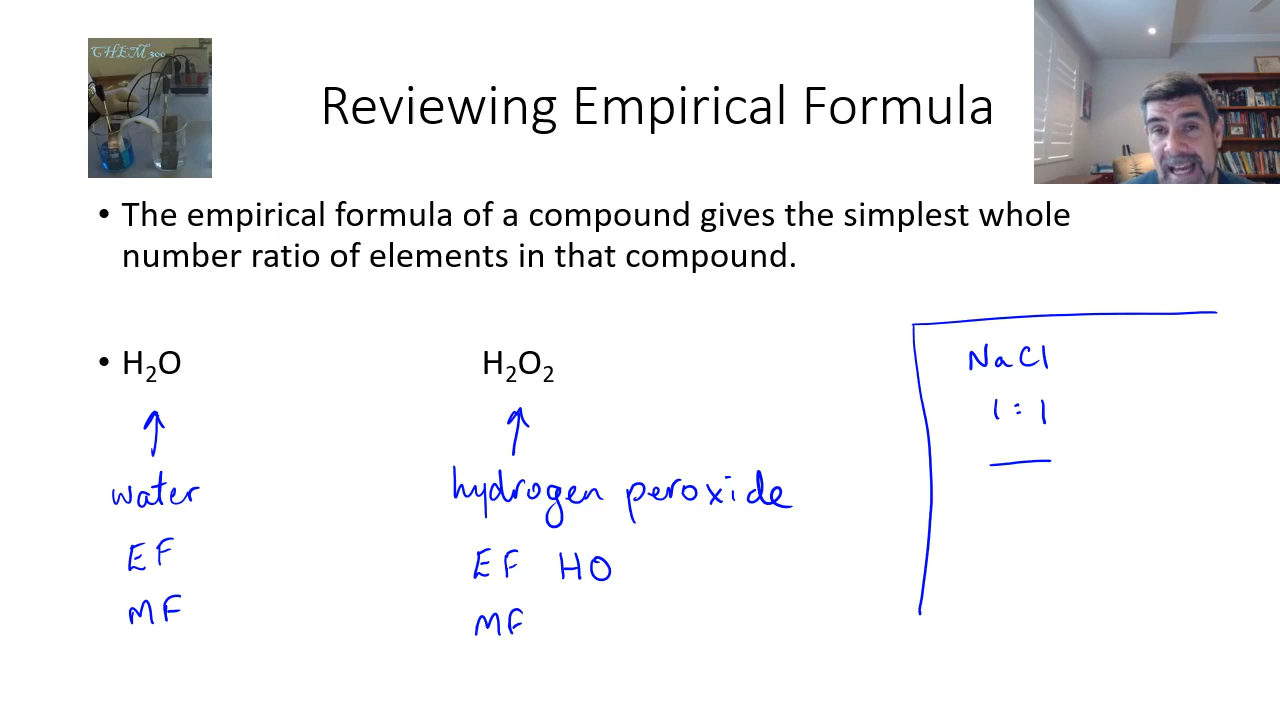 CHEM 300
Reviewing Empirical Formula
• The empirical formula of a compound gives the simplest whole
number ratio of elements in that compound.
• H₂O
H₂O₂
water
EF
MF
hydrogen peroxide
EF HO
MF
NaCl
1 : 1